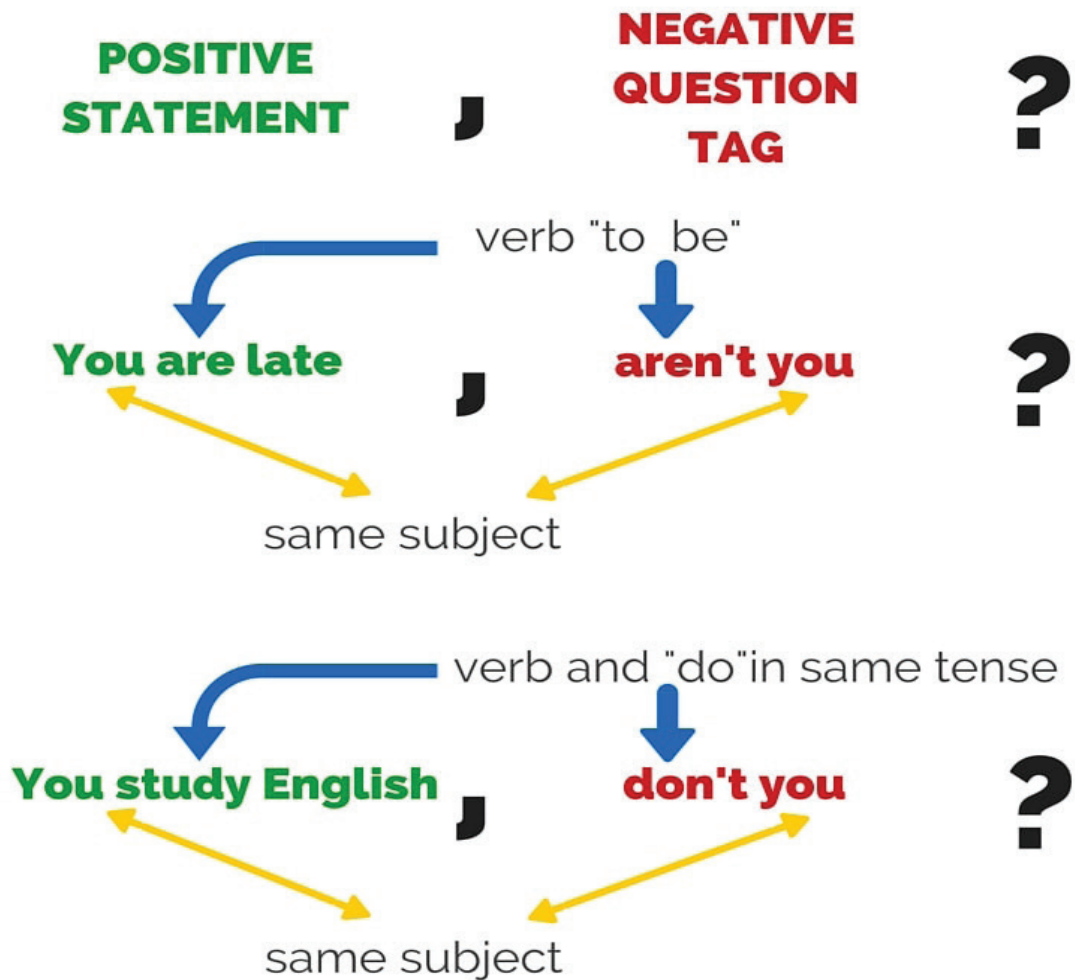 POSITIVE
STATEMENT
,
NEGATIVE
QUESTION
TAG
?
verb "to be"
You are late , aren't you ?
same subject
verb and "do"in same tense
You study English , don't you ?
same subject